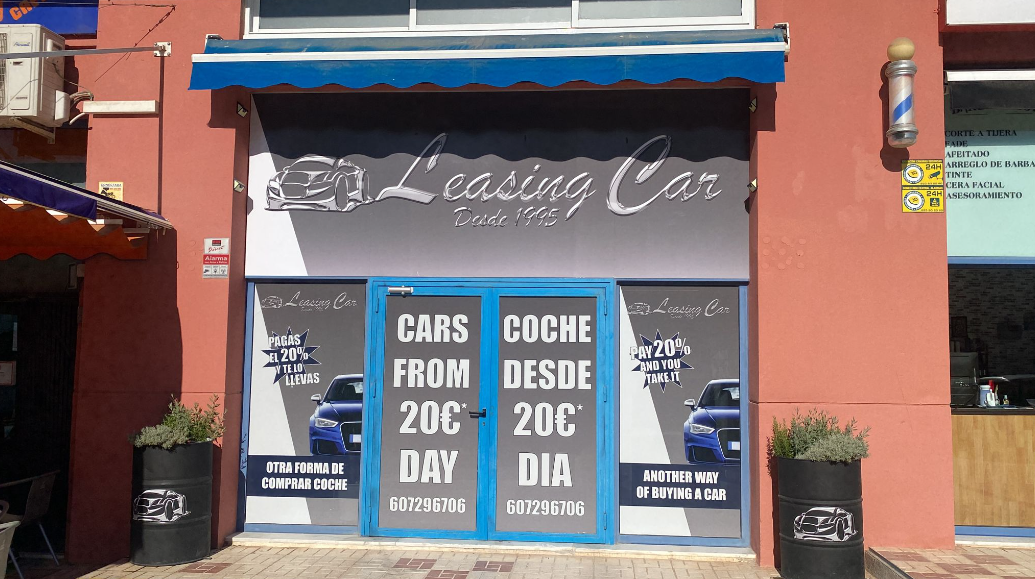 Leasing Car
Desde 1995
Leasing Car
PAGAS
EL 20%
Y TE LO
LLEVAS
OTRA FORMA DE
COMPRAR COCHE
CARS
FROM
20€*
DAY
607296706
COCHE
DESDE
20€*
DIA
607296706
Leasing Car
PAY 20%
AND YOU
TAKE IT
ANOTHER WAY
OF BUYING A CAR
Alarma
24H
24H
CORTE A TIJERA
FADE
AFEITADO
ARREGLO DE BARBA
TINTE
CERA FACIAL
ASESORAMIENTO